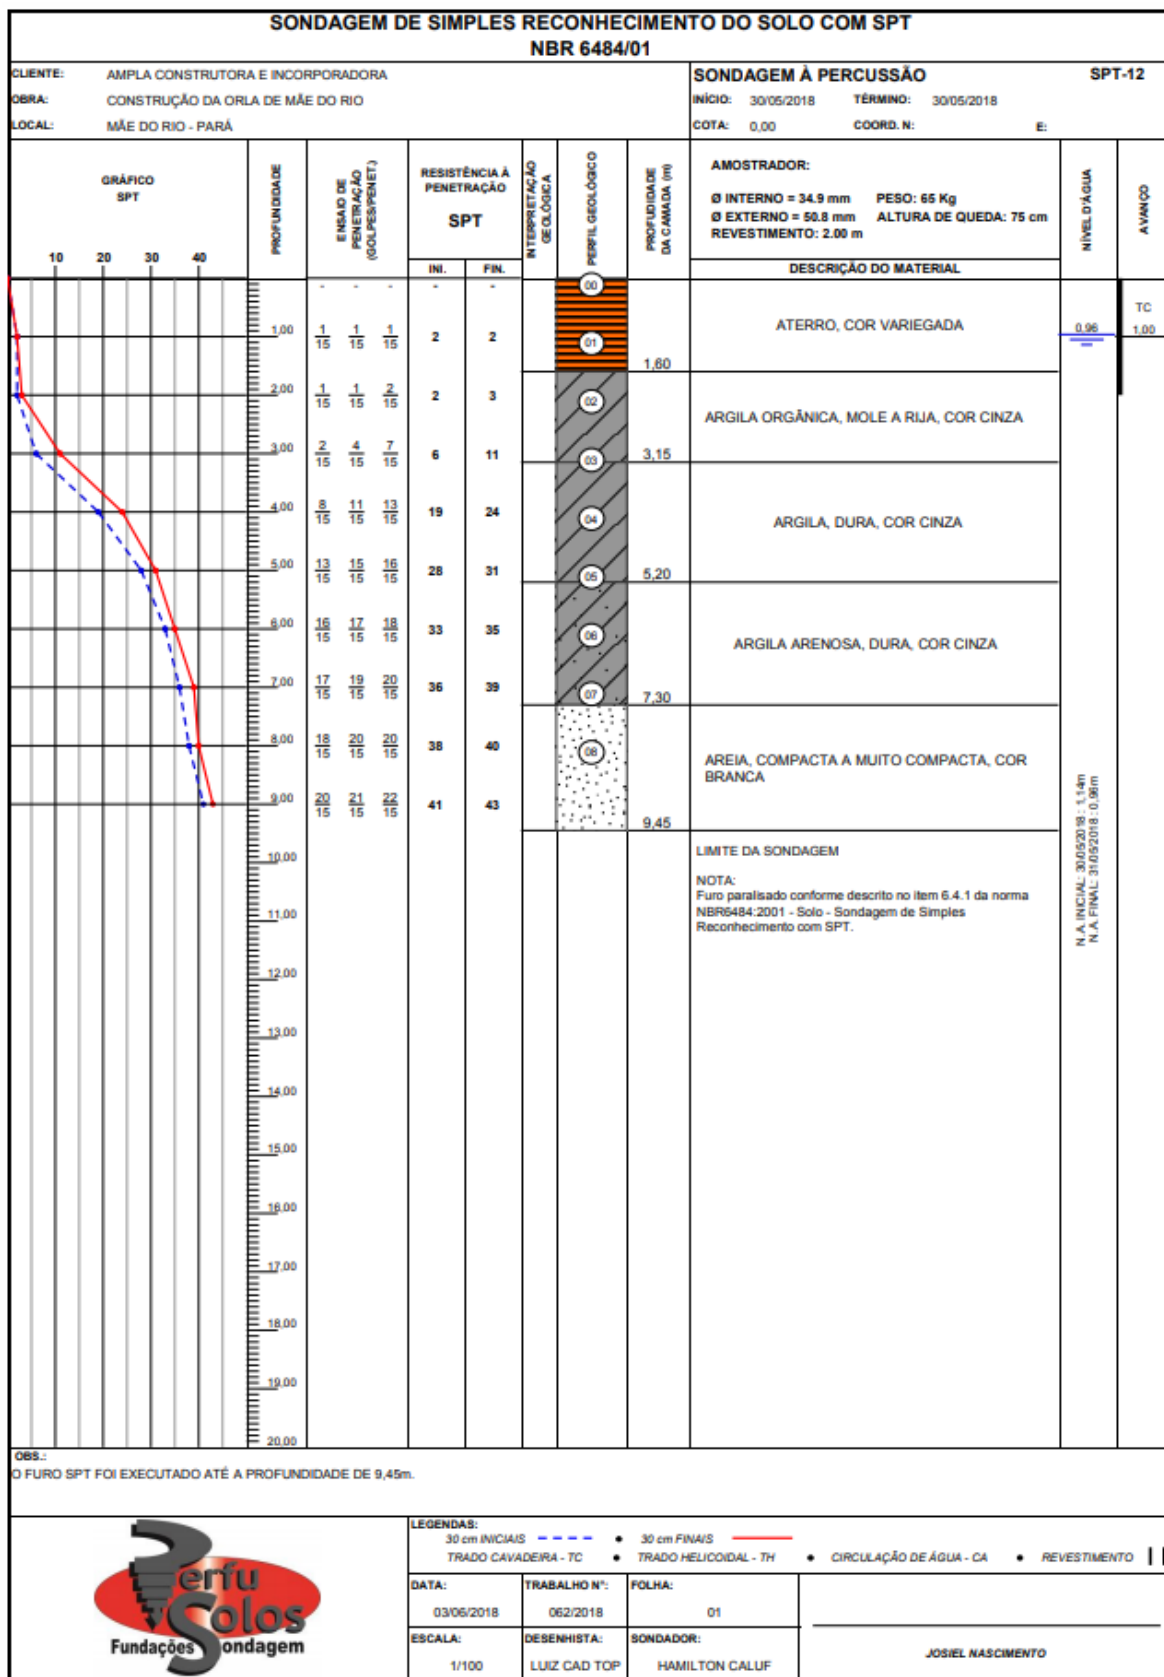 SONDAGEM DE SIMPLES RECONHECIMENTO DO SOLO COM SPT
NBR 6484/01
CLIENTE: AMPLA CONSTRUTORA E INCORPORADORA
OBRA: CONSTRUÇÃO DA ORLA DE MÃE DO RIO
LOCAL: MÃE DO RIO - PARÁ
SONDAGEM À PERCUSSÃO SPT-12
INÍCIO: 30/05/2018 TÉRMINO: 30/05/2018
COTA: 0,00 COORD. N: E:
GRÁFICO
SPT
10 20 30 40
PROFUNDIDADE
ENSAIO DE
PENETRAÇÃO
(GOLPES/PENET.)
RESISTÊNCIA À
PENETRAÇÃO
SPT
INI. FIN.
INTERPRETAÇÃO
GEOLÓGICA
PERFIL GEOLÓGICO
PROFUDIDADE
DA CAMADA (m)
AMOSTRADOR:
Ø INTERNO = 34.9 mm PESO: 65 Kg
Ø EXTERNO = 50.8 mm ALTURA DE QUEDA: 75 cm
REVESTIMENTO: 2.00 m
DESCRIÇÃO DO MATERIAL
NÍVEL D'ÁGUA
AVANÇO
- - - - - 00
TC
1,00 1/15 1/15 1/15 2 2 01
ATERRO, COR VARIEGADA
0,96 1,00
1,60
2,00 1/15 1/15 2/15 2 3 02
ARGILA ORGÂNICA, MOLE A RIJA, COR CINZA
3,00 2/15 4/15 7/15 6 11 03 3,15
4,00 8/15 11/15 13/15 19 24 04
ARGILA, DURA, COR CINZA
5,00 13/15 15/15 16/15 28 31 05 5,20
6,00 16/15 17/15 18/15 33 35 06
ARGILA ARENOSA, DURA, COR CINZA
7,00 17/15 19/15 20/15 36 39 07 7,30
8,00 18/15 20/15 20/15 38 40 08
AREIA, COMPACTA A MUITO COMPACTA, COR
BRANCA
9,00 20/15 21/15 22/15 41 43
9,45
LIMITE DA SONDAGEM
NOTA:
Furo paralisado conforme descrito no item 6.4.1 da norma
NBR6484:2001 - Solo - Sondagem de Simples
Reconhecimento com SPT.
N.A. INICIAL: 30/05/2018 : 1,14m
N.A. FINAL: 31/05/2018 : 0,96m
10,00
11,00
12,00
13,00
14,00
15,00
16,00
17,00
18,00
19,00
20,00
OBS.:
O FURO SPT FOI EXECUTADO ATÉ A PROFUNDIDADE DE 9,45m.
Perfu
Solos
Fundações Sondagem
LEGENDAS:
30 cm INICIAIS • 30 cm FINAIS
TRADO CAVADEIRA - TC • TRADO HELICOIDAL - TH • CIRCULAÇÃO DE ÁGUA - CA • REVESTIMENTO
DATA: TRABALHO Nº: FOLHA:
03/06/2018 062/2018 01
ESCALA: DESENHISTA: SONDADOR:
1/100 LUIZ CAD TOP HAMILTON CALUF
JOSIEL NASCIMENTO